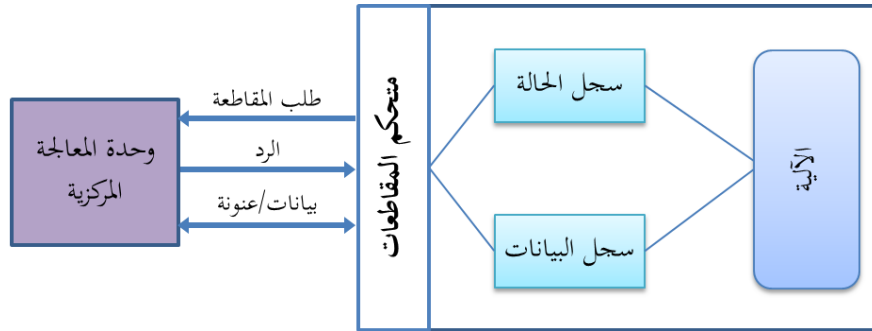 سجل الحالة
طلب المقاطعة
وحدة المعالجة
المركزية
الرد
متحكم المقاطعات
الآلية
بيانات/عنونة
سجل البيانات